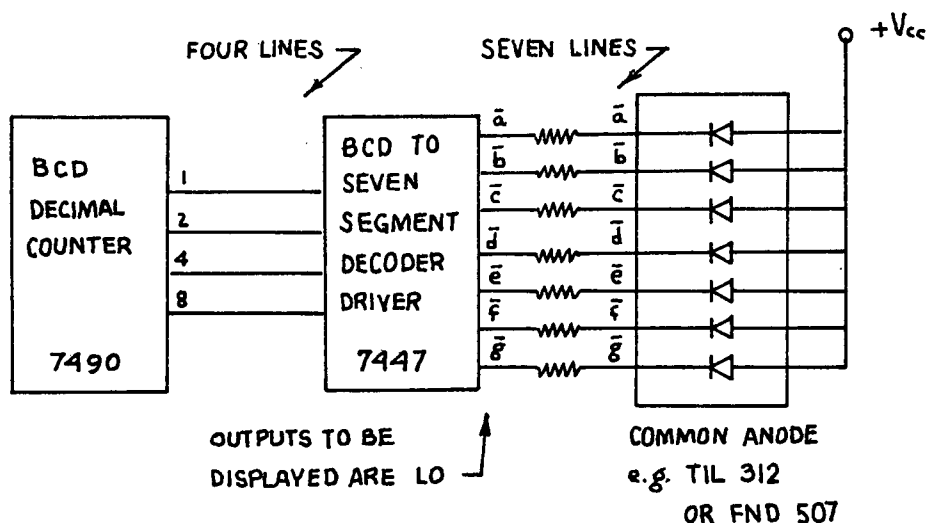 +Vcc
FOUR LINES
SEVEN LINES
BCD
DECIMAL
COUNTER
7490
1
2
4
8
BCD TO
SEVEN
SEGMENT
DECODER
DRIVER
7447
a̅ a̅
b̅ b̅
c̅ c̅
d̅ d̅
e̅ e̅
f̅ f̅
g̅ g̅
OUTPUTS TO BE
DISPLAYED ARE LO
COMMON ANODE
e.g. TIL 312
OR FND 507